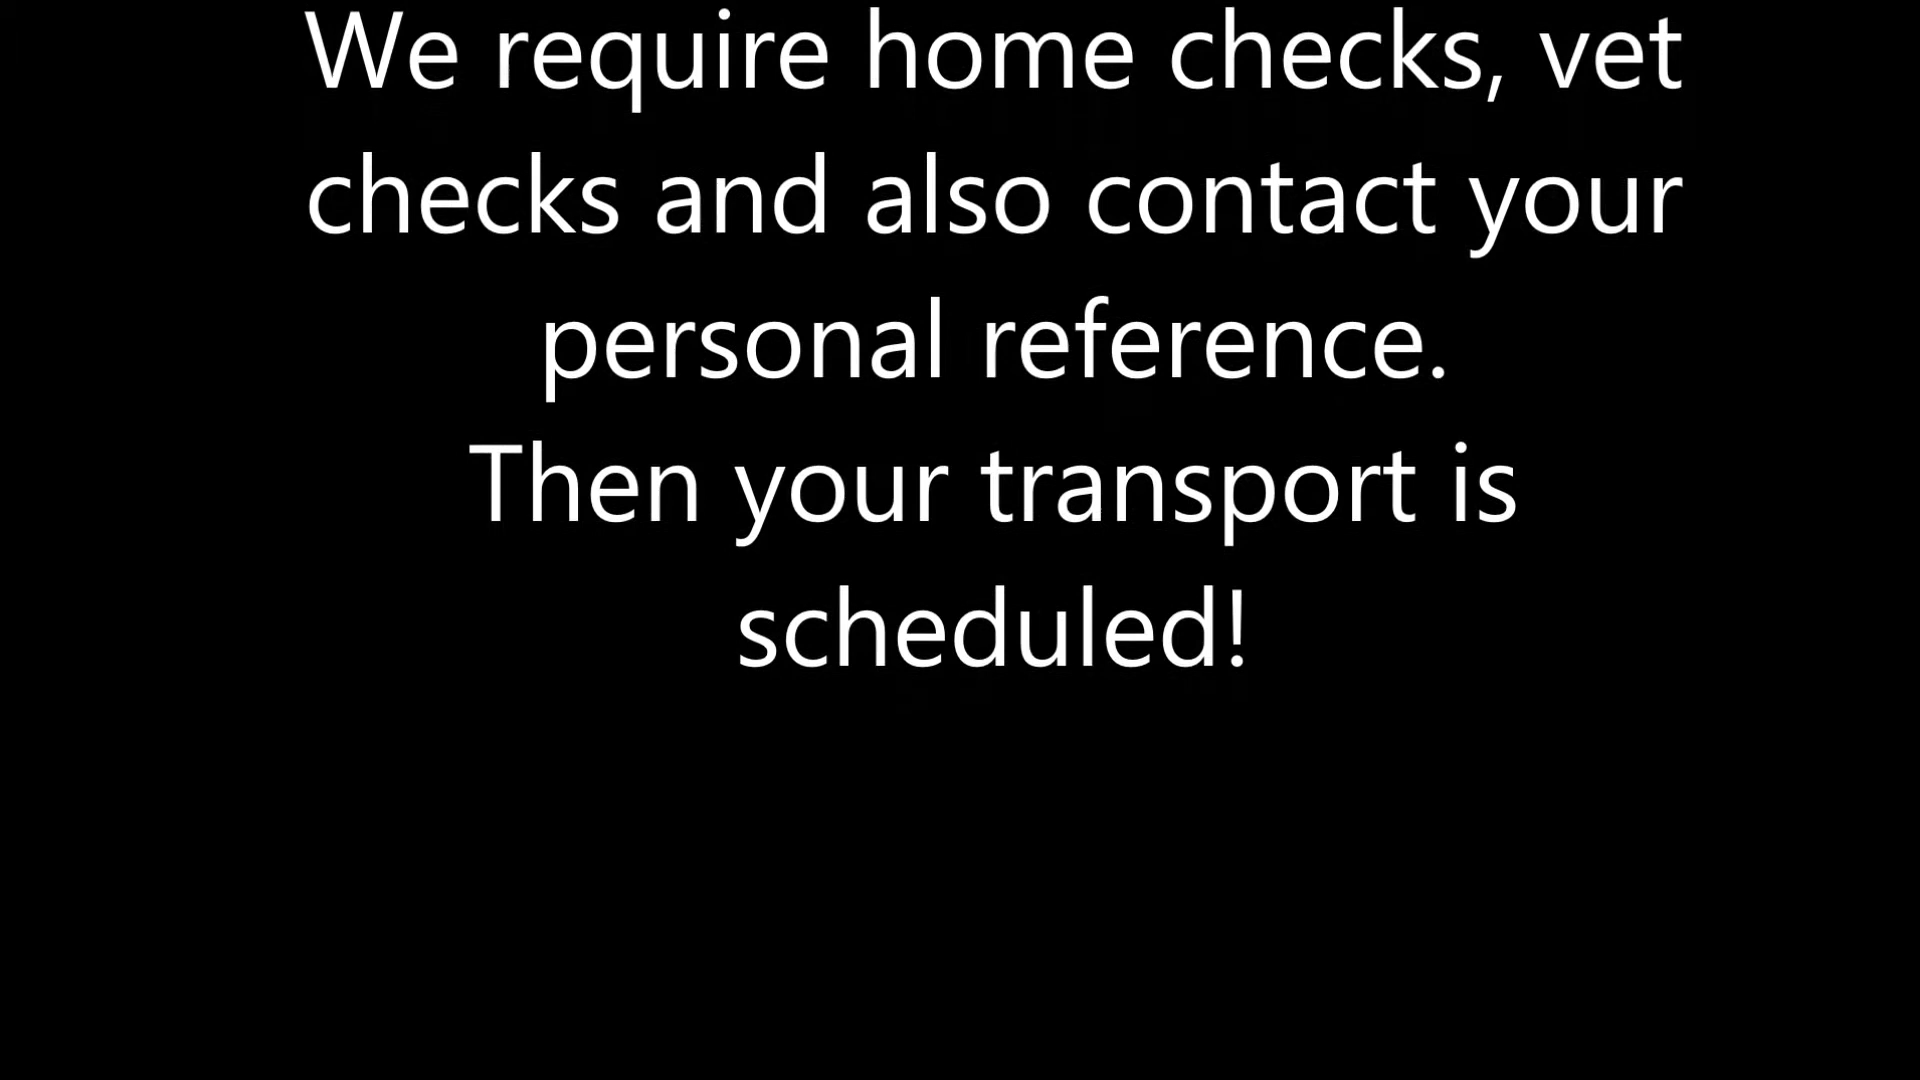 We require home checks, vet
checks and also contact your
personal reference.
Then your transport is
scheduled!